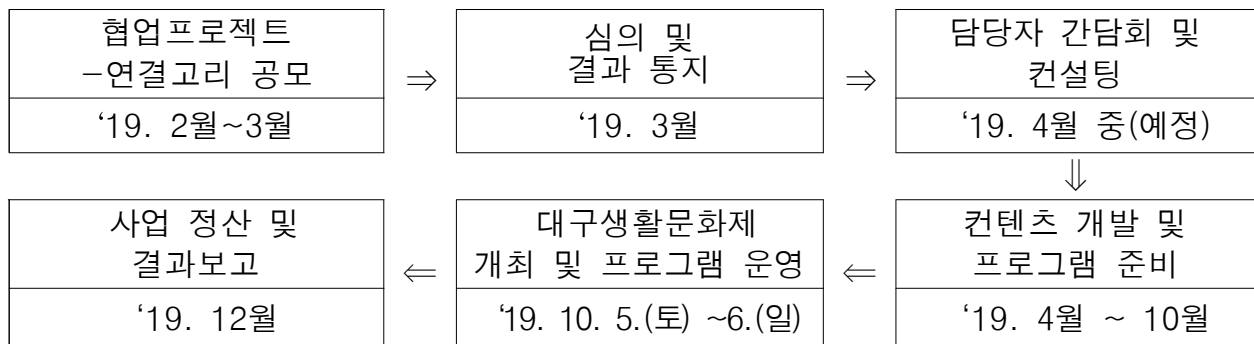 협업프로젝트
-연결고리 공모
'19. 2월~3월
⇒
심의 및
결과 통지
'19. 3월
⇒
담당자 간담회 및
컨설팅
'19. 4월 중(예정)
⇓
컨텐츠 개발 및
프로그램 준비
'19. 4월 ~ 10월
⇐
대구생활문화제
개최 및 프로그램 운영
'19. 10. 5.(토) ~6.(일)
⇐
사업 정산 및
결과보고
'19. 12월